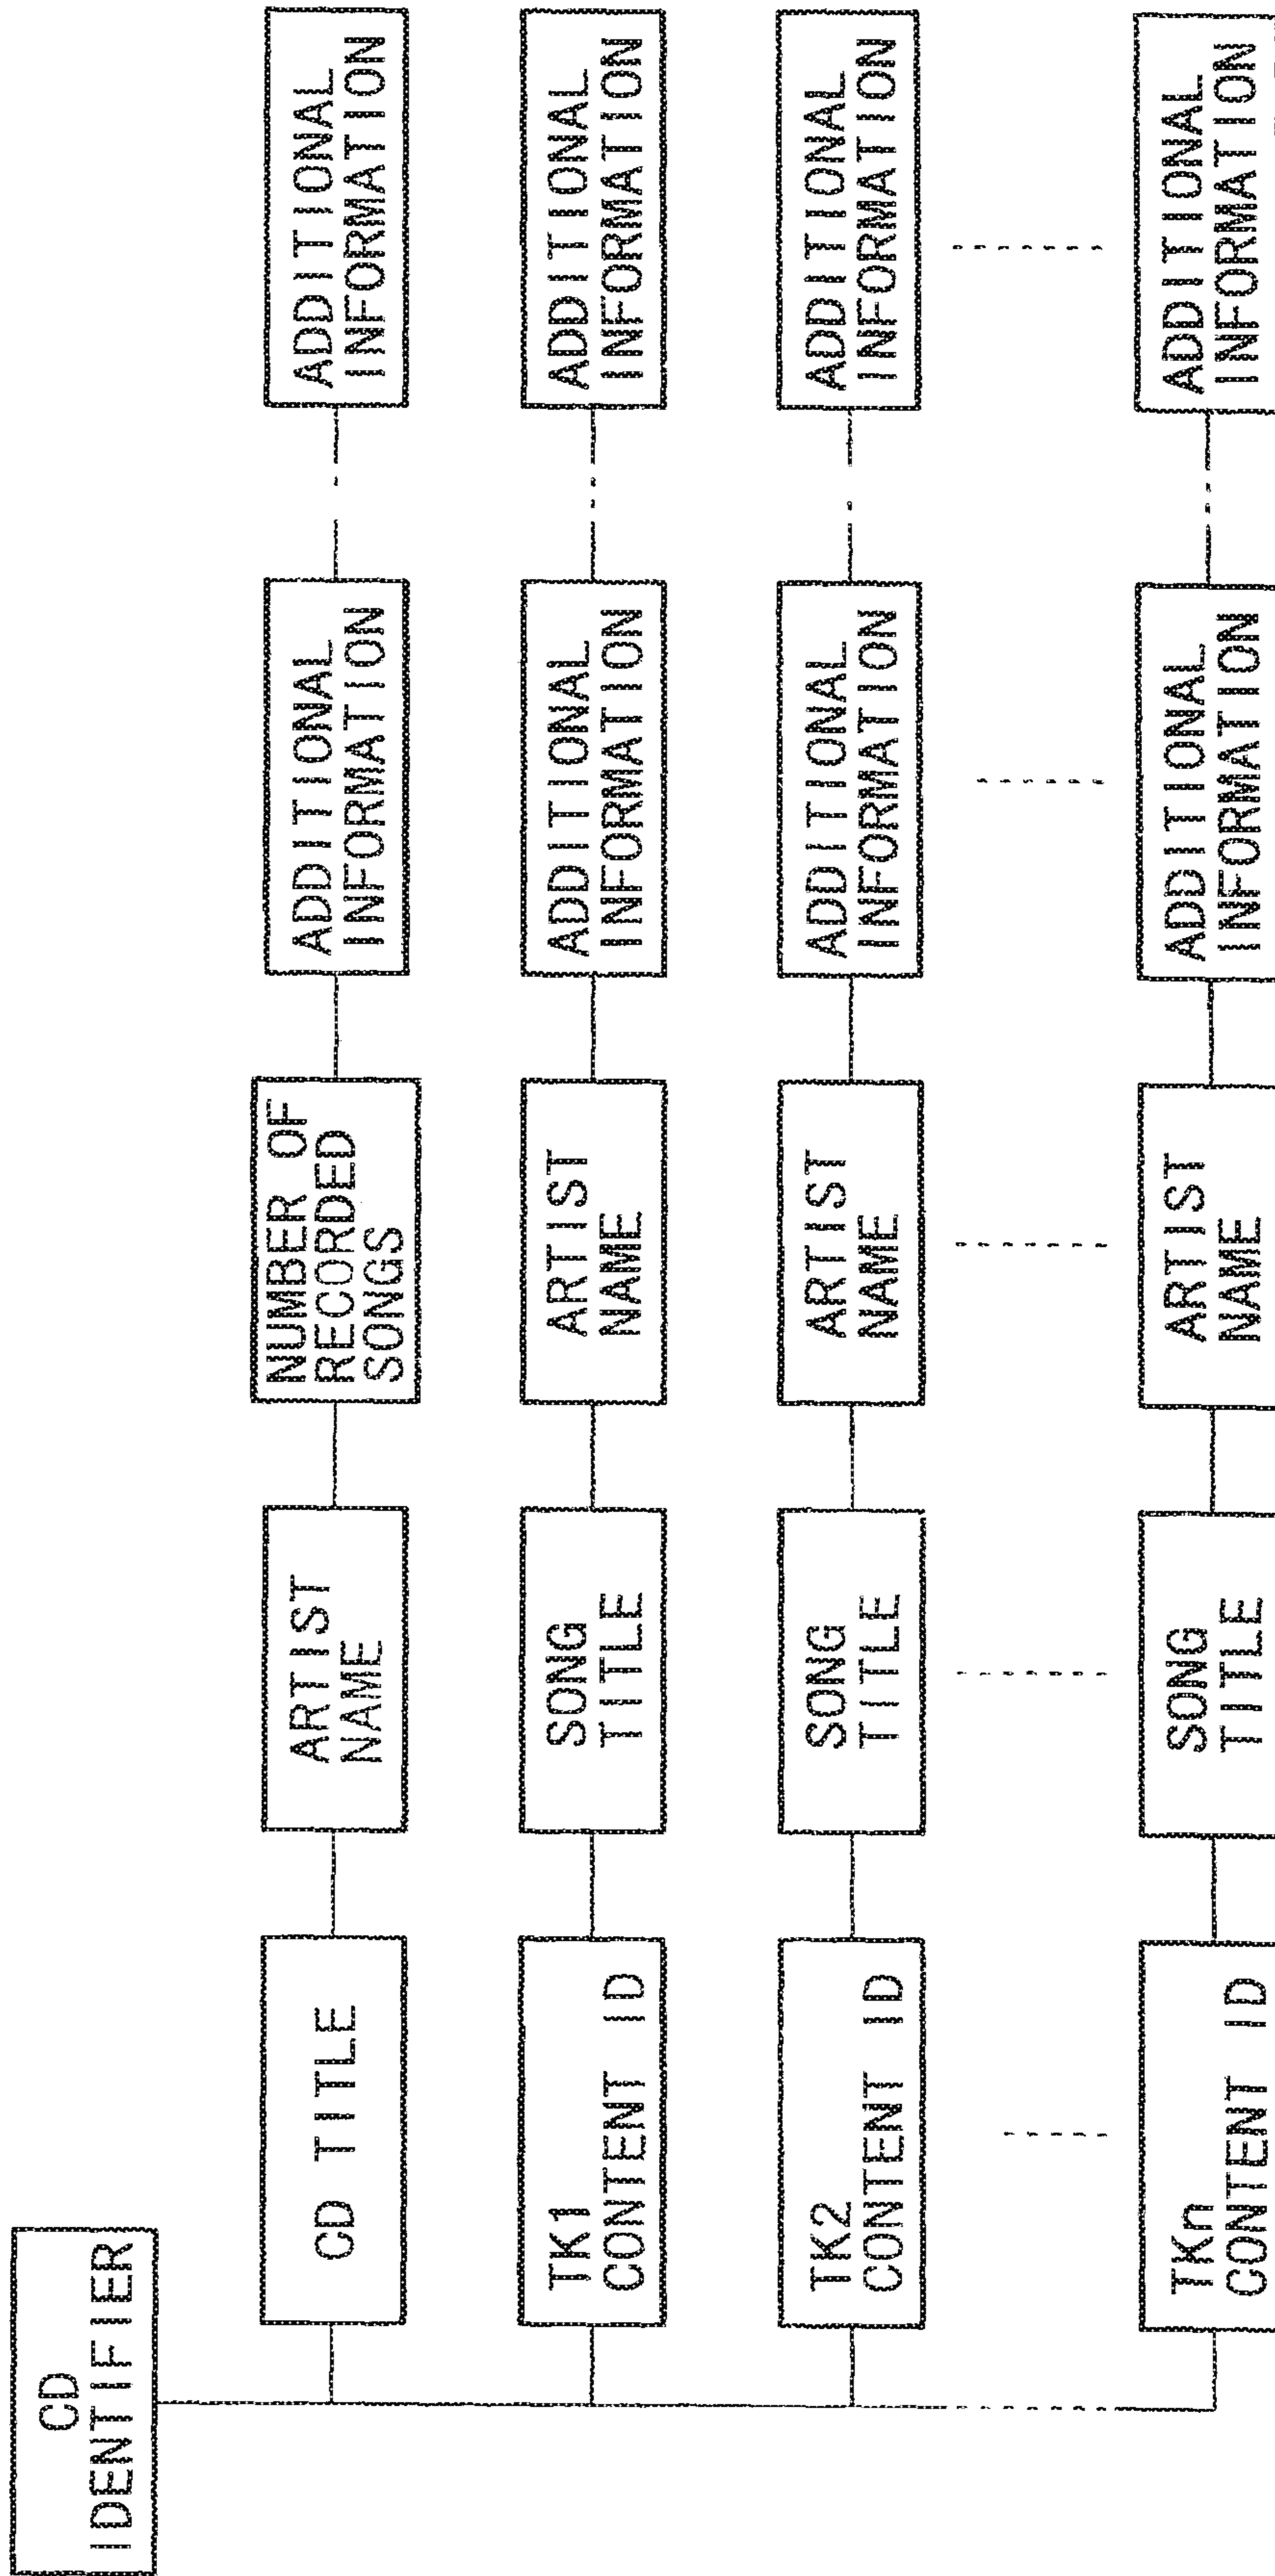 CD
IDENTIFIER
CD TITLE
ARTIST
NAME
NUMBER OF
RECORDED
SONGS
ADDITIONAL
INFORMATION
ADDITIONAL
INFORMATION
TK1
CONTENT ID
SONG
TITLE
ARTIST
NAME
ADDITIONAL
INFORMATION
ADDITIONAL
INFORMATION
TK2
CONTENT ID
SONG
TITLE
ARTIST
NAME
ADDITIONAL
INFORMATION
ADDITIONAL
INFORMATION
TKn
CONTENT ID
SONG
TITLE
ARTIST
NAME
ADDITIONAL
INFORMATION
ADDITIONAL
INFORMATION